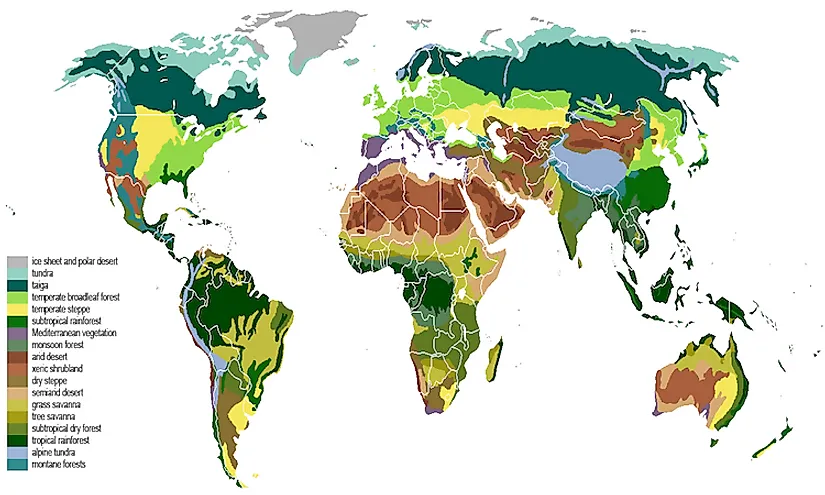 ice sheet and polar desert
tundra
taiga
temperate broadleaf forest
temperate steppe
subtropical rainforest
Mediterranean vegetation
monsoon forest
arid desert
xeric shrubland
dry steppe
semiarid desert
grass savanna
tree savanna
subtropical dry forest
tropical rainforest
alpine tundra
montane forests